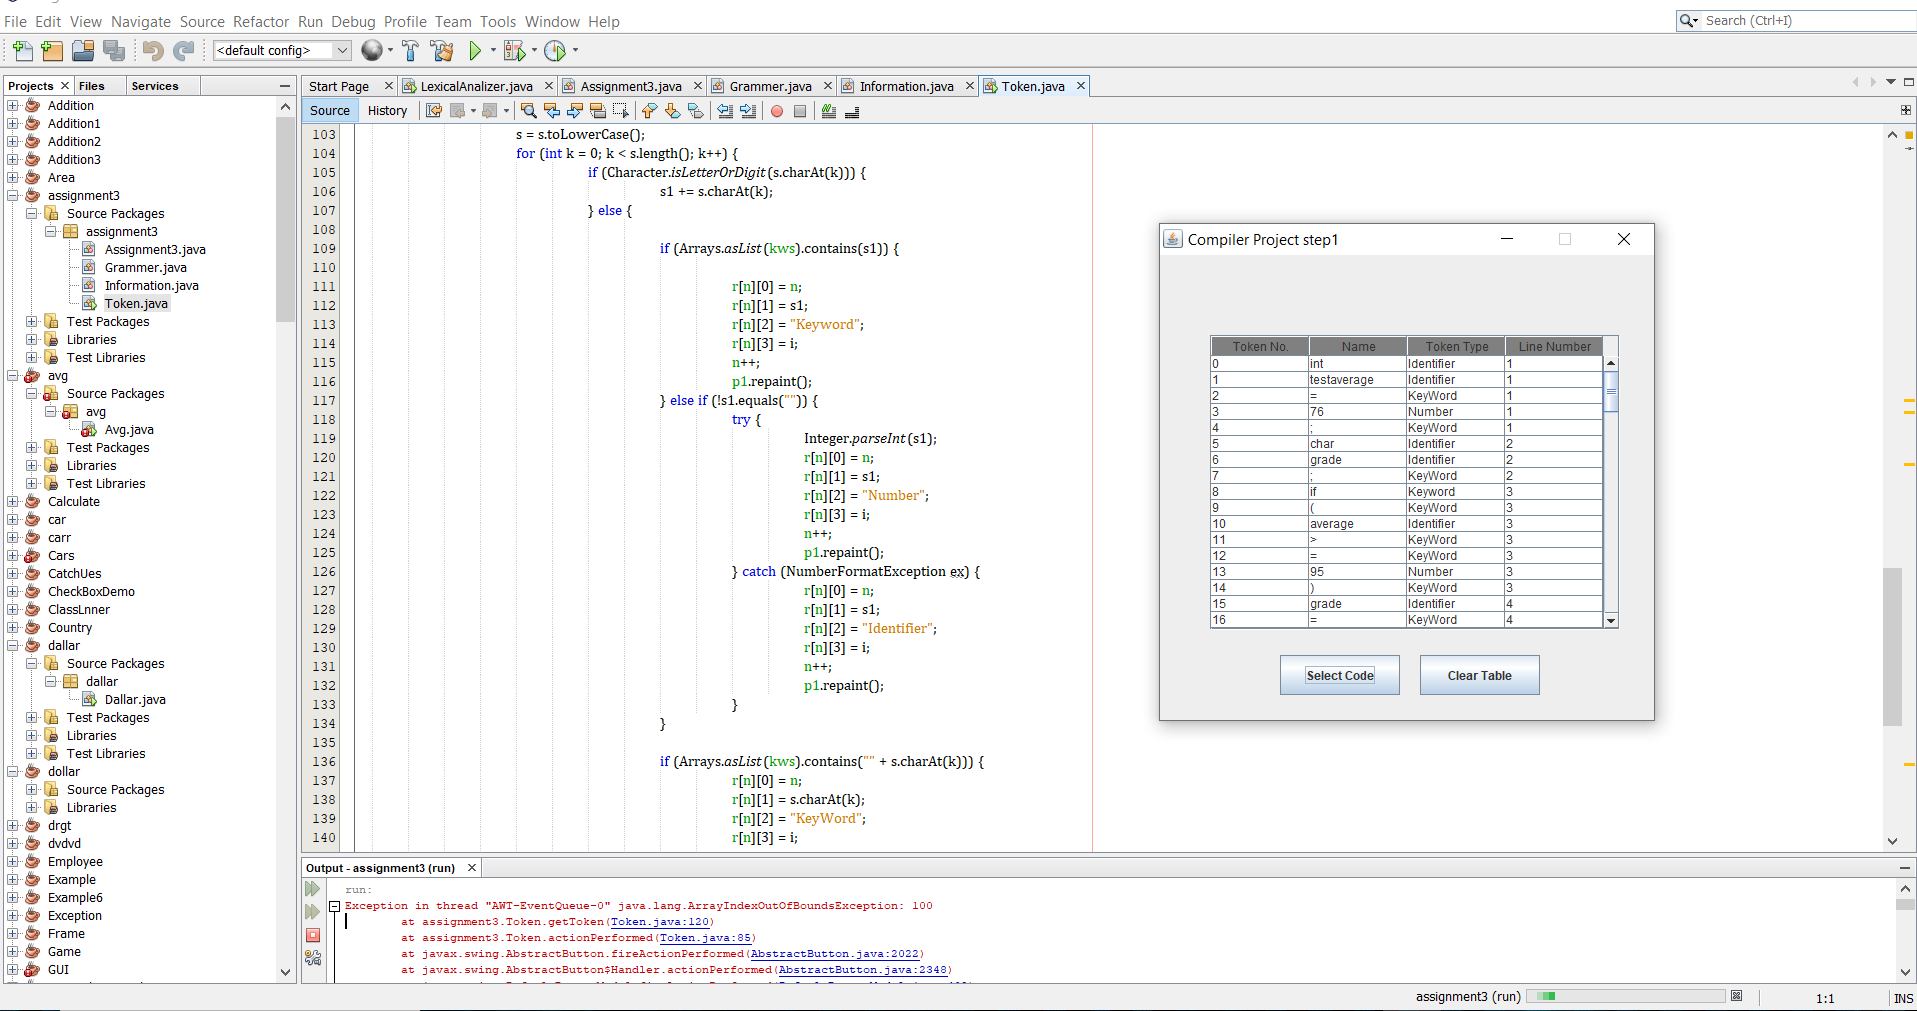 File Edit View Navigate Source Refactor Run Debug Profile Team Tools Window Help
Search (Ctrl+I)
<default config>
Projects Files Services
Addition
Addition1
Addition2
Addition3
Area
assignment3
Source Packages
assignment3
Assignment3.java
Grammer.java
Information.java
Token.java
Test Packages
Libraries
Test Libraries
avg
Source Packages
avg
Avg.java
Test Packages
Libraries
Test Libraries
Calculate
car
carr
Cars
CatchUes
CheckBoxDemo
ClassLnner
Country
dallar
Source Packages
dallar
Dallar.java
Test Packages
Libraries
Test Libraries
dollar
Source Packages
Libraries
drgt
dvdvd
Employee
Example
Example6
Exception
Frame
Game
GUI
Start Page LexicalAnalizer.java Assignment3.java Grammer.java Information.java Token.java
Source History
103 s = s.toLowerCase();
104 for (int k = 0; k < s.length(); k++) {
105 if (Character.isLetterOrDigit(s.charAt(k))) {
106 s1 += s.charAt(k);
107 } else {
108
109 if (Arrays.asList(kws).contains(s1)) {
110
111 r[n][0] = n;
112 r[n][1] = s1;
113 r[n][2] = "Keyword";
114 r[n][3] = i;
115 n++;
116 p1.repaint();
117 } else if (!s1.equals("")) {
118 try {
119 Integer.parseInt(s1);
120 r[n][0] = n;
121 r[n][1] = s1;
122 r[n][2] = "Number";
123 r[n][3] = i;
124 n++;
125 p1.repaint();
126 } catch (NumberFormatException ex) {
127 r[n][0] = n;
128 r[n][1] = s1;
129 r[n][2] = "Identifier";
130 r[n][3] = i;
131 n++;
132 p1.repaint();
133 }
134 }
135
136 if (Arrays.asList(kws).contains("" + s.charAt(k))) {
137 r[n][0] = n;
138 r[n][1] = s.charAt(k);
139 r[n][2] = "KeyWord";
140 r[n][3] = i;
Compiler Project step1
Token No. Name Token Type Line Number
0 int Identifier 1
1 testaverage Identifier 1
2 = KeyWord 1
3 76 Number 1
4 ; KeyWord 1
5 char Identifier 2
6 grade Identifier 2
7 ; KeyWord 2
8 if Keyword 3
9 ( KeyWord 3
10 average Identifier 3
11 > KeyWord 3
12 = KeyWord 3
13 95 Number 3
14 ) KeyWord 3
15 grade Identifier 4
16 = KeyWord 4
Select Code Clear Table
Output - assignment3 (run)
run:
Exception in thread "AWT-EventQueue-0" java.lang.ArrayIndexOutOfBoundsException: 100
at assignment3.Token.getToken(Token.java:120)
at assignment3.Token.actionPerformed(Token.java:85)
at javax.swing.AbstractButton.fireActionPerformed(AbstractButton.java:2022)
at javax.swing.AbstractButton$Handler.actionPerformed(AbstractButton.java:2348)
assignment3 (run) 1:1 INS